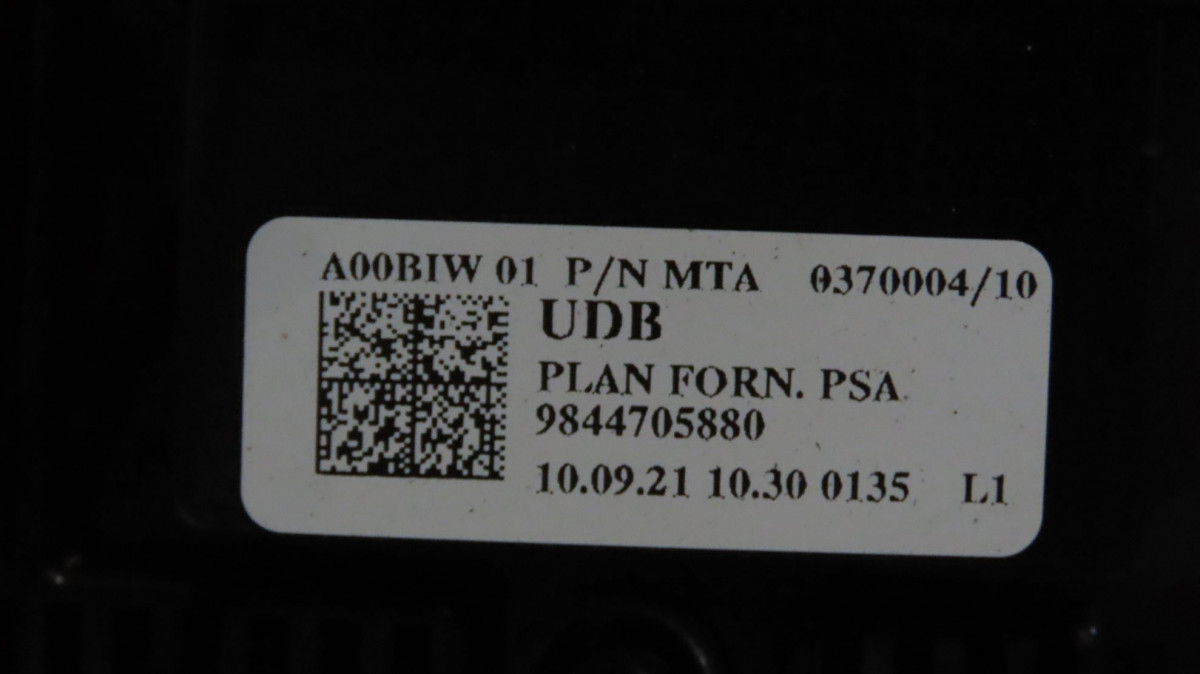 A00BIW 01 P/N MTA 0370004/10
UDB
PLAN FORN. PSA
9844705880
10.09.21 10.30 0135 L1